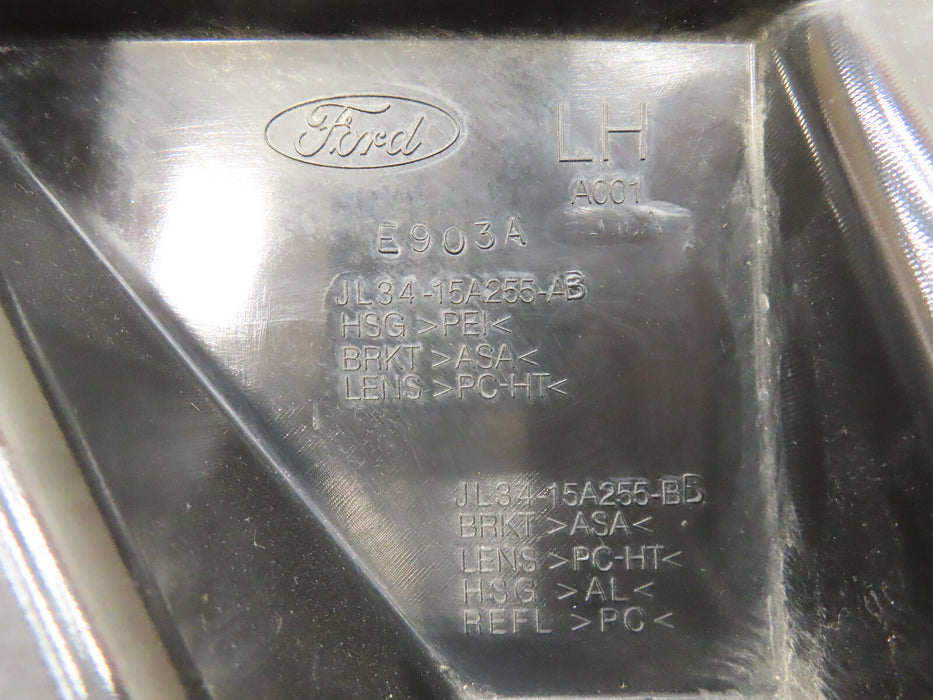 Ford
LH
A001
E903A
JL34-15A255-AB
HSG >PEI<
BRKT >ASA<
LENS >PC-HT<
JL34-15A255-BB
BRKT >ASA<
LENS >PC-HT<
HSG >AL<
REFL >PC<